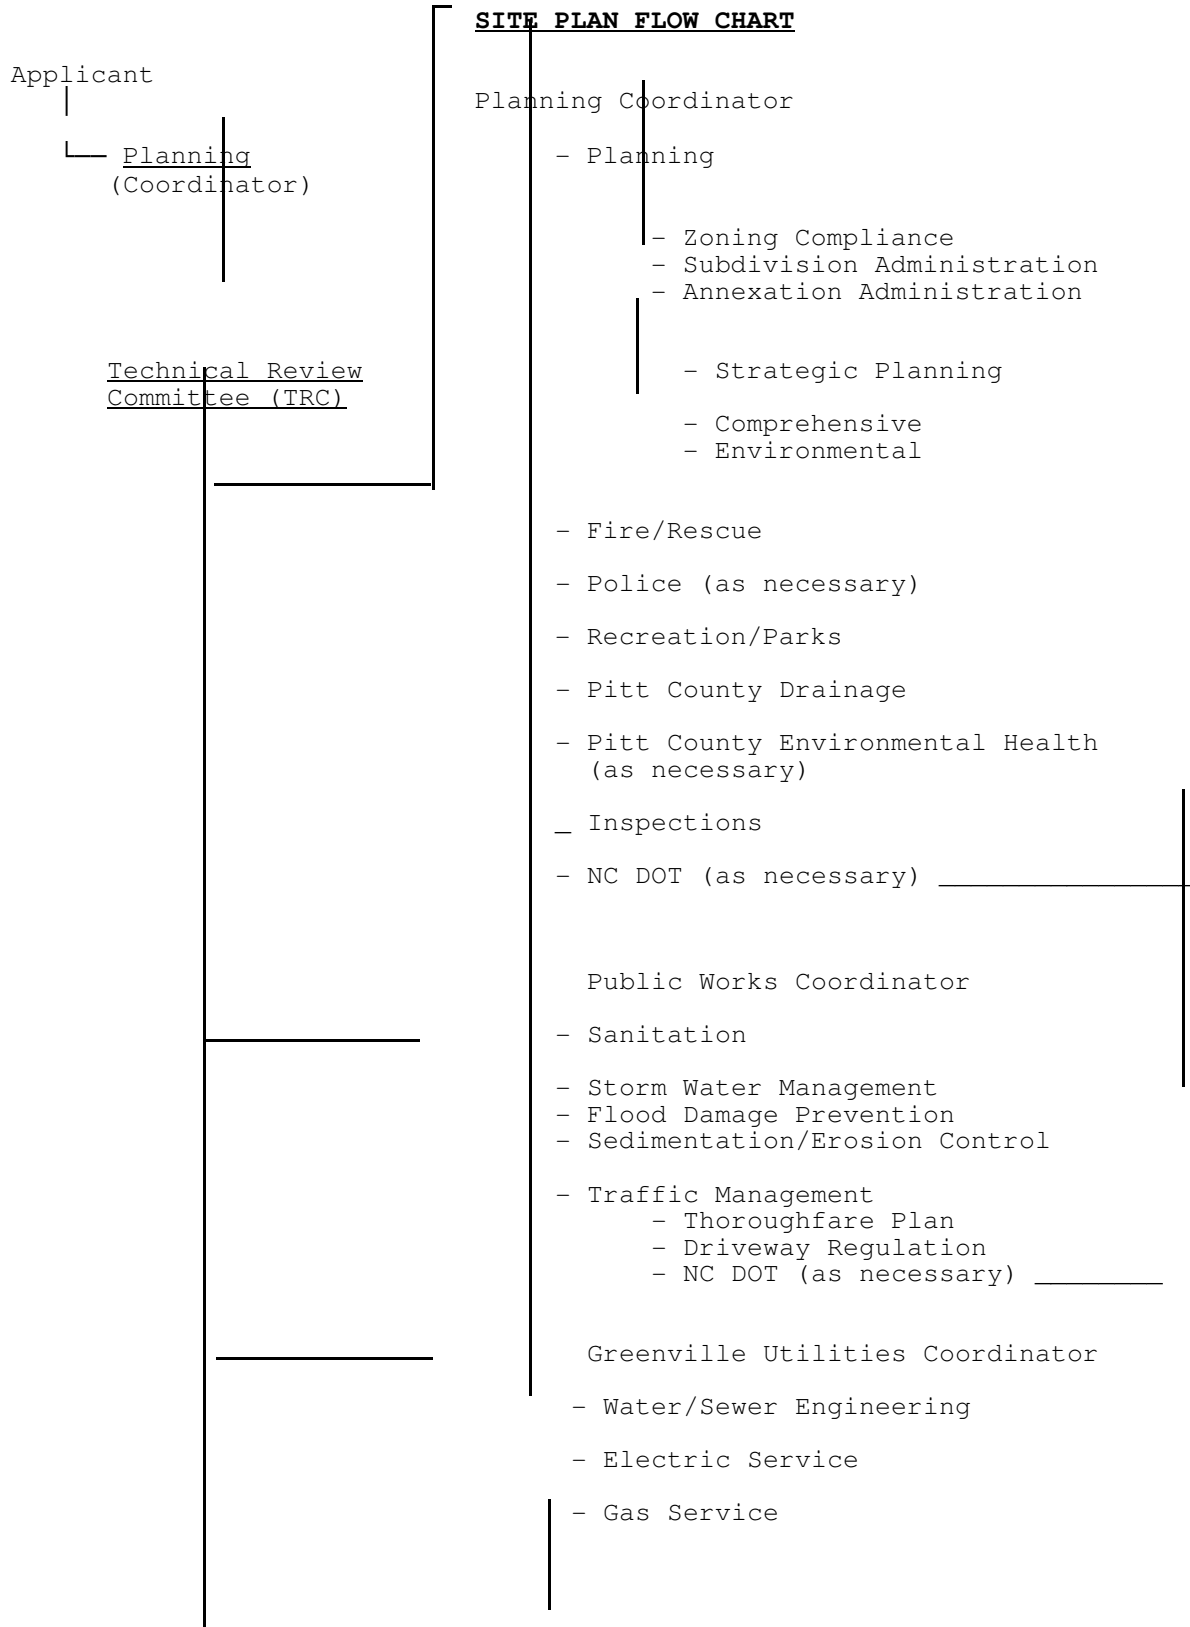 SITE PLAN FLOW CHART
Applicant
Planning
(Coordinator)
Technical Review
Committee (TRC)
Planning Coordinator
- Planning
- Zoning Compliance
- Subdivision Administration
- Annexation Administration
- Strategic Planning
- Comprehensive
- Environmental
- Fire/Rescue
- Police (as necessary)
- Recreation/Parks
- Pitt County Drainage
- Pitt County Environmental Health
(as necessary)
_ Inspections
- NC DOT (as necessary) ________________
Public Works Coordinator
- Sanitation
- Storm Water Management
- Flood Damage Prevention
- Sedimentation/Erosion Control
- Traffic Management
- Thoroughfare Plan
- Driveway Regulation
- NC DOT (as necessary) ________
Greenville Utilities Coordinator
- Water/Sewer Engineering
- Electric Service
- Gas Service